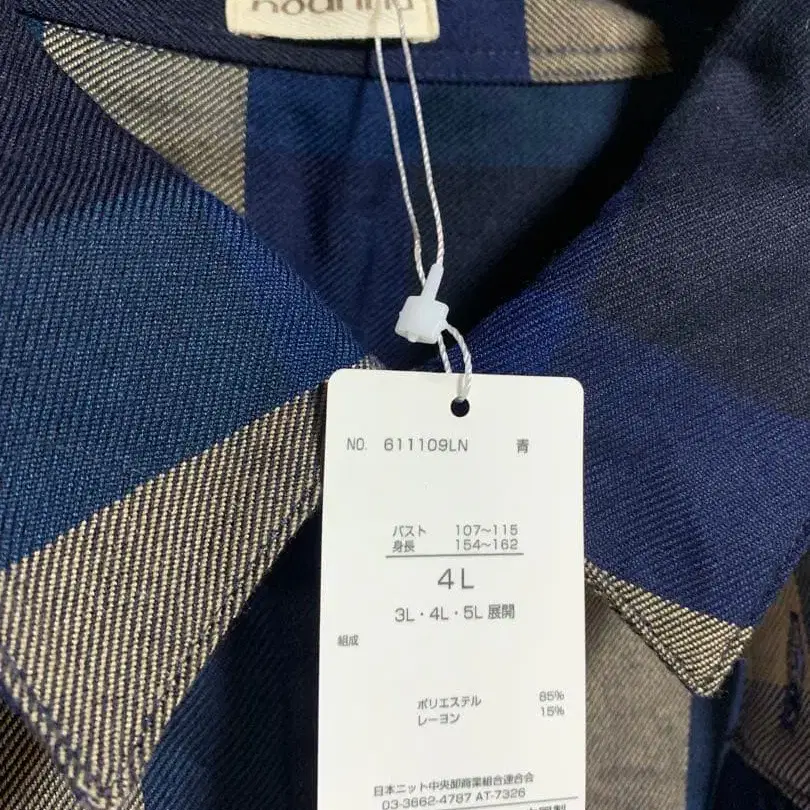 NO. 611109LN 青
バスト 107～115
身長 154～162
4L
3L・4L・5L 展開
組成
ポリエステル 85%
レーヨン 15%
日本ニット中央卸商業組合連合会
03-3662-4787 AT-7326